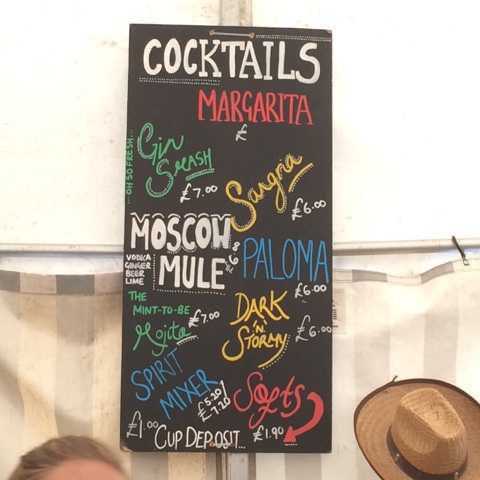 COCKTAILS
MARGARITA
£
...OH SO FRESH...
Gin
SMASH
£7.00
Sangria
£6.00
MOSCOW
MULE
VODKA
GINGER
BEER
LIME
PALOMA
£6.00
THE
MINT-TO-BE
Mojito
£7.00
DARK
'N'
STORMY
£6.00
SPIRIT
MIXER
£5.20/
£7.20
Softs
£1.90
£1.00 CUP DEPOSIT...